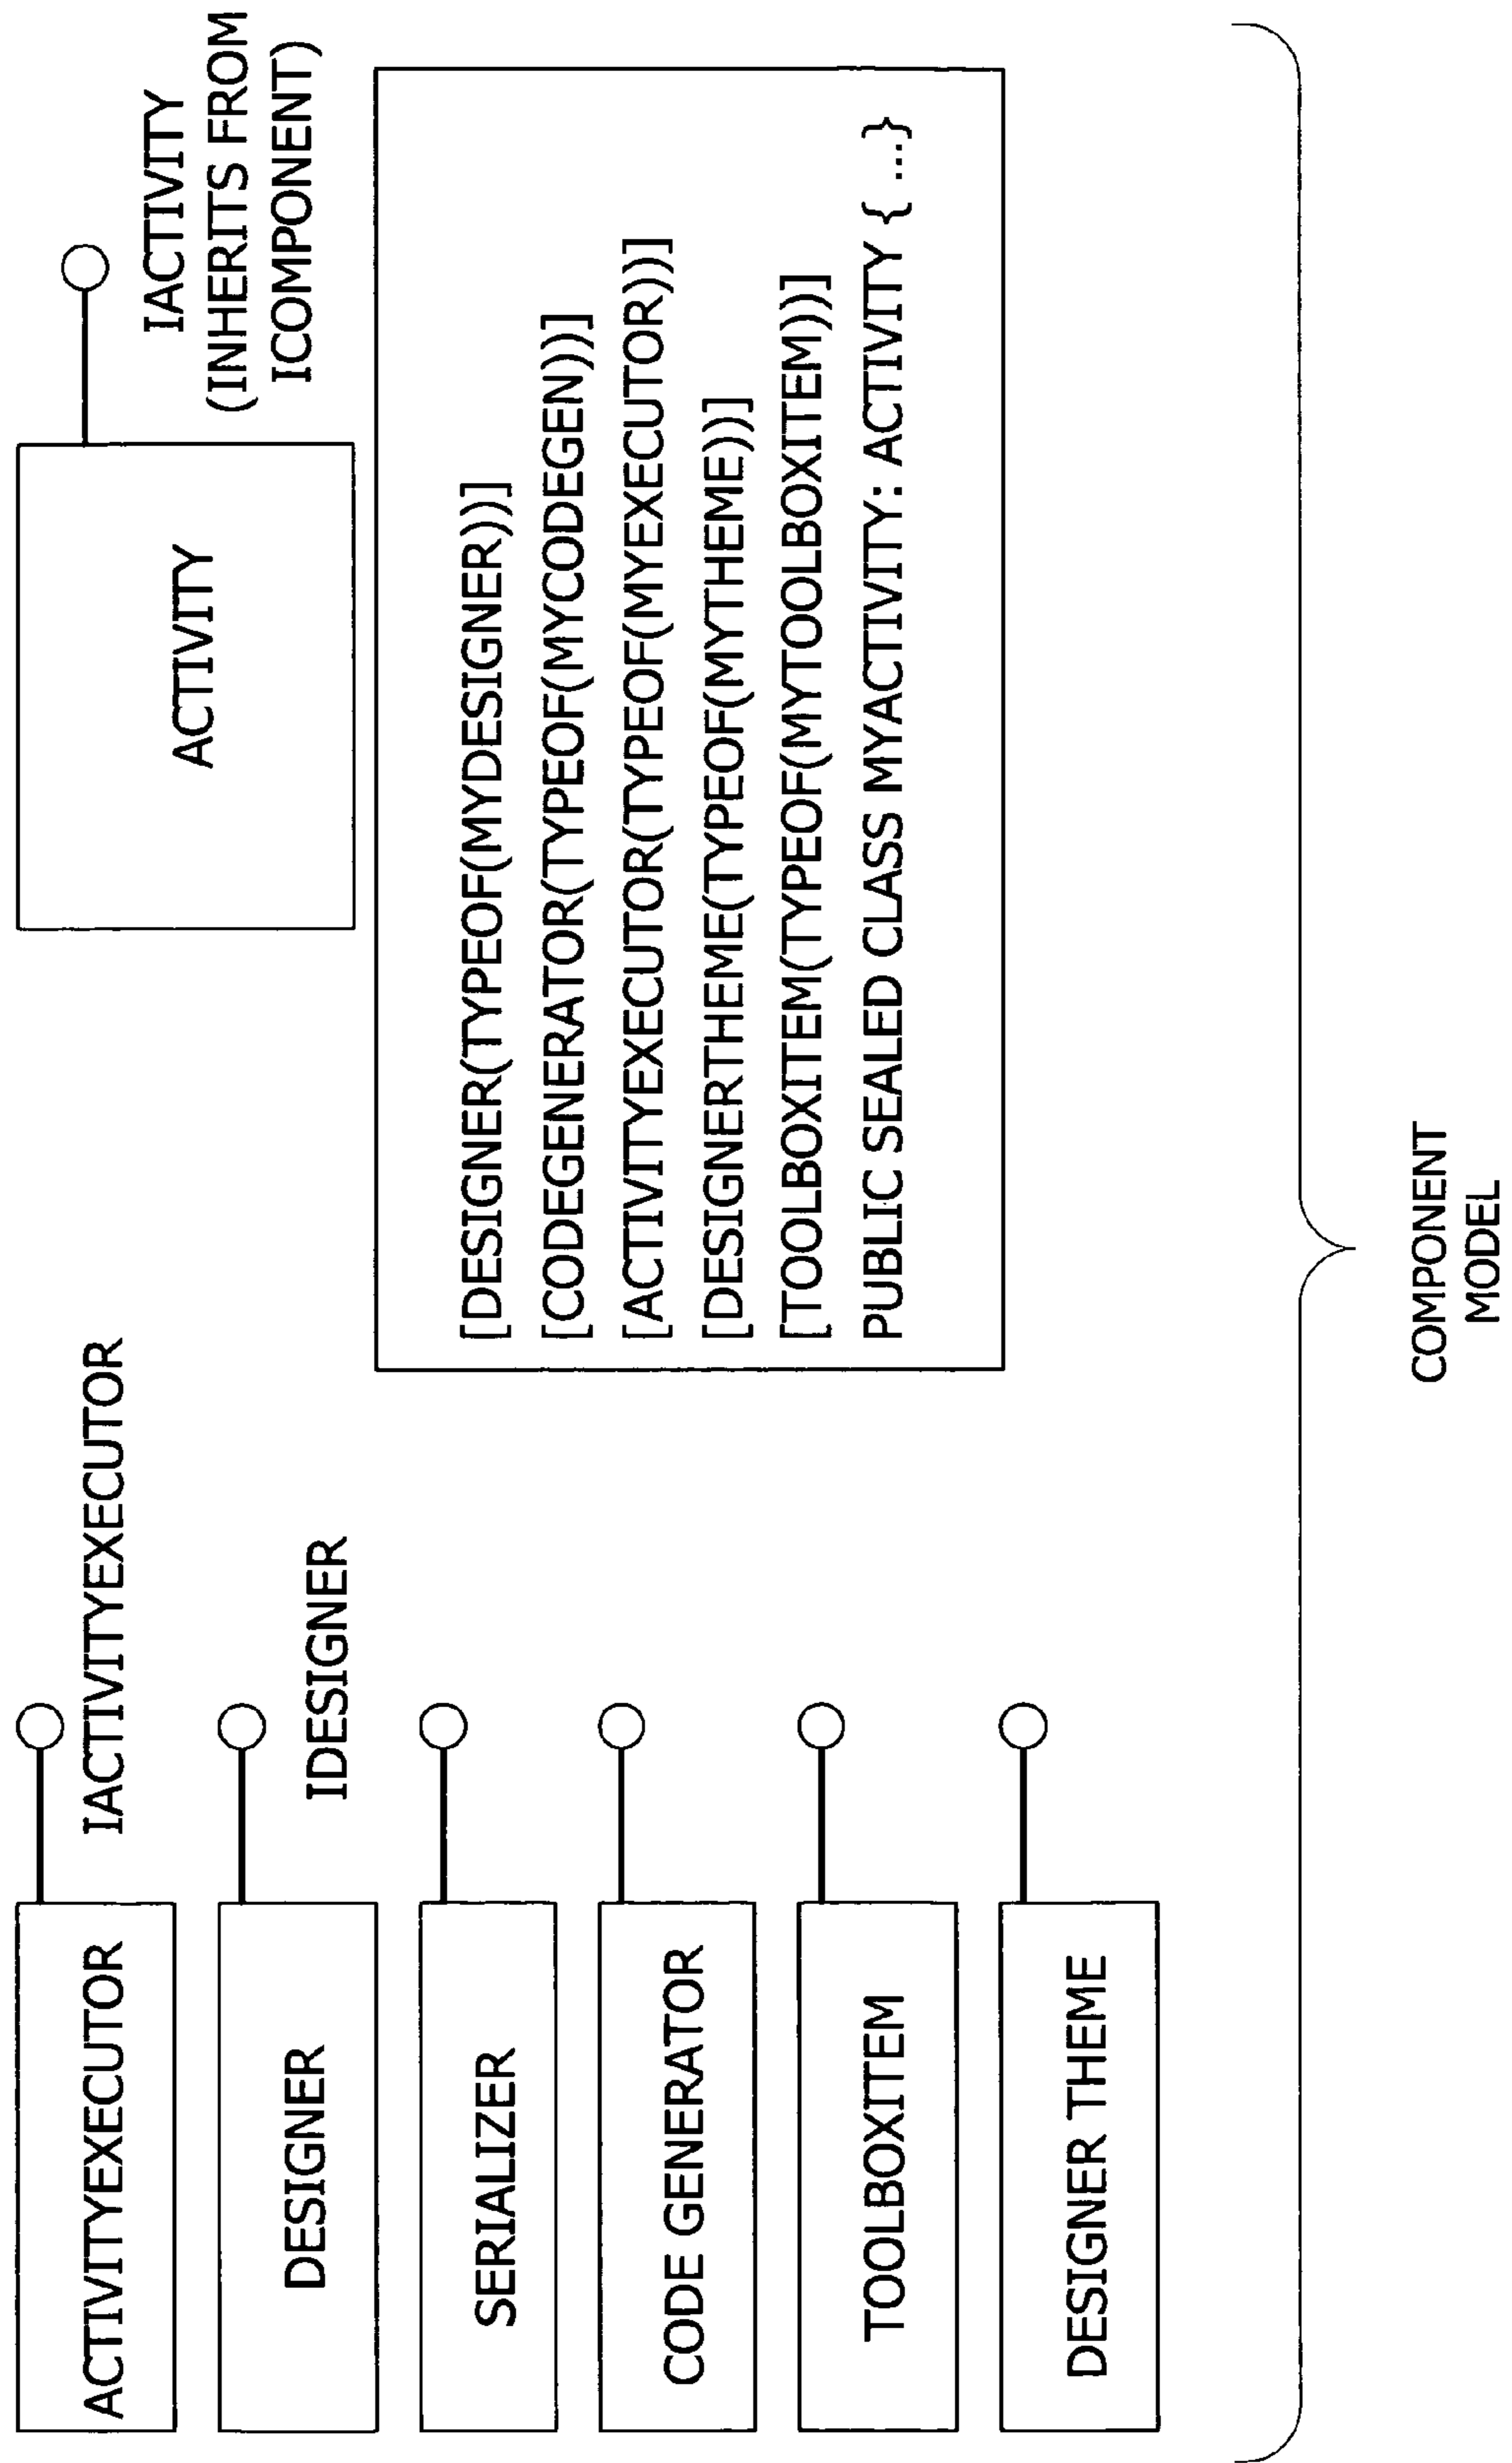 ACTIVITYEXECUTOR
IACTIVITYEXECUTOR
DESIGNER
IDESIGNER
SERIALIZER
CODE GENERATOR
TOOLBOXITEM
DESIGNER THEME
ACTIVITY
IACTIVITY
(INHERITS FROM
ICOMPONENT)
[DESIGNER(TYPEOF(MYDESIGNER))]
[CODEGENERATOR(TYPEOF(MYCODEGEN))]
[ACTIVITYEXECUTOR(TYPEOF(MYEXECUTOR))]
[DESIGNERTHEME(TYPEOF(MYTHEME))]
[TOOLBOXITEM(TYPEOF(MYTOOLBOXITEM))]
PUBLIC SEALED CLASS MYACTIVITY: ACTIVITY { ...}
COMPONENT
MODEL